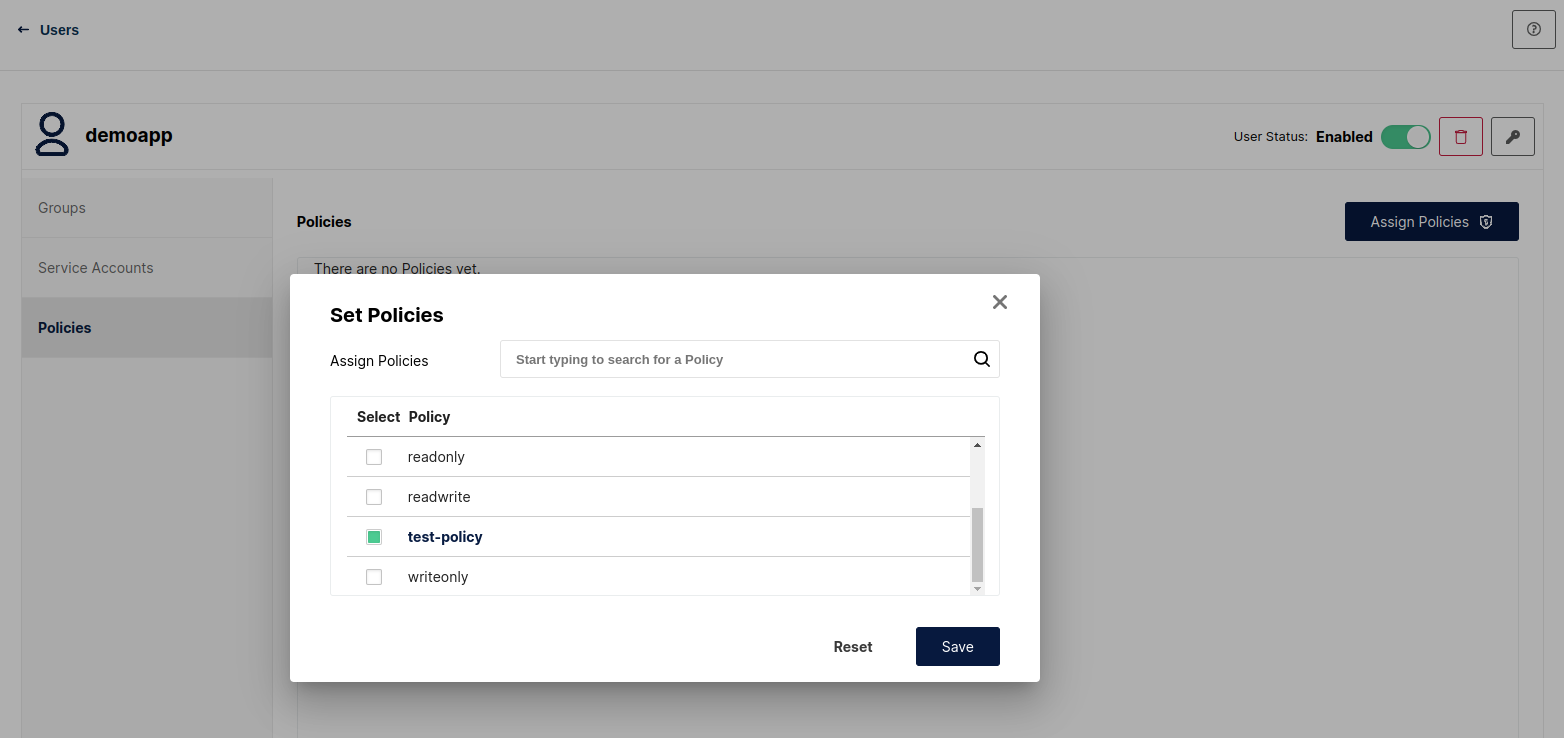 Users
demoapp
User Status: Enabled
Groups
Service Accounts
Policies
Policies
Assign Policies
There are no Policies yet.
Set Policies
Assign Policies
Start typing to search for a Policy
Select Policy
readonly
readwrite
test-policy
writeonly
Reset
Save